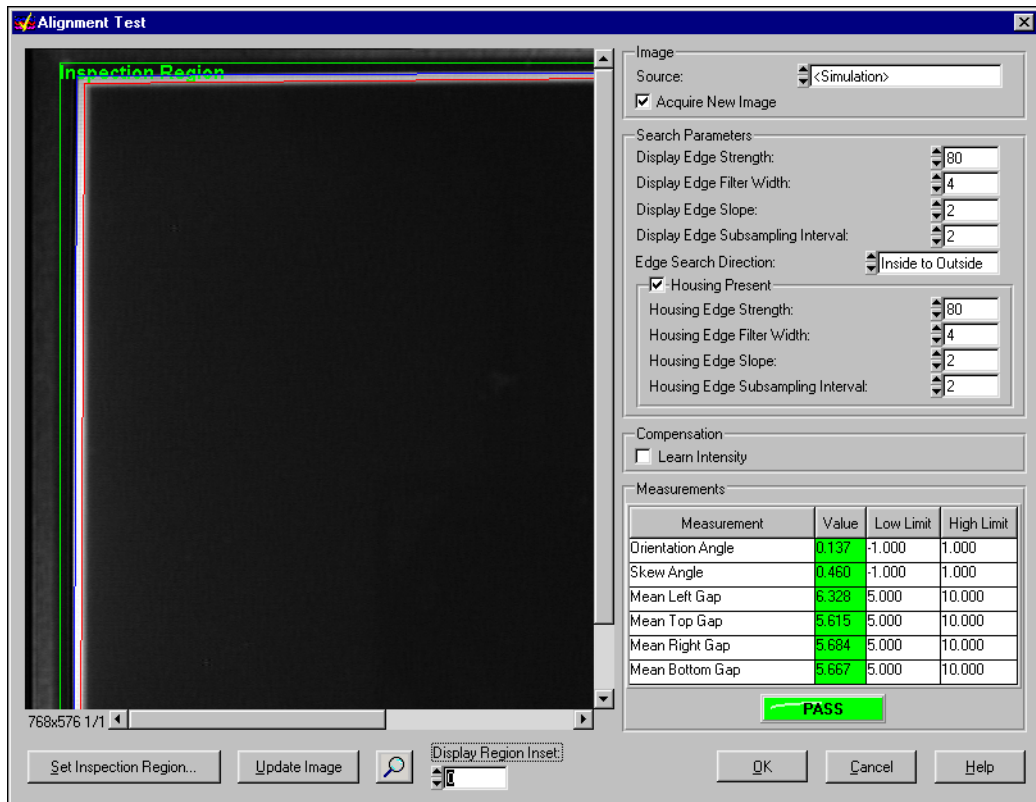 Alignment Test
Inspection Region
Image
Source: <Simulation>
Acquire New Image
Search Parameters
Display Edge Strength: 80
Display Edge Filter Width: 4
Display Edge Slope: 2
Display Edge Subsampling Interval: 2
Edge Search Direction: Inside to Outside
Housing Present
Housing Edge Strength: 80
Housing Edge Filter Width: 4
Housing Edge Slope: 2
Housing Edge Subsampling Interval: 2
Compensation
Learn Intensity
Measurements
Measurement Value Low Limit High Limit
Orientation Angle 0.137 -1.000 1.000
Skew Angle 0.460 -1.000 1.000
Mean Left Gap 6.328 5.000 10.000
Mean Top Gap 5.615 5.000 10.000
Mean Right Gap 5.684 5.000 10.000
Mean Bottom Gap 5.667 5.000 10.000
PASS
768x576 1/1
Set Inspection Region...
Update Image
Display Region Inset:
OK
Cancel
Help